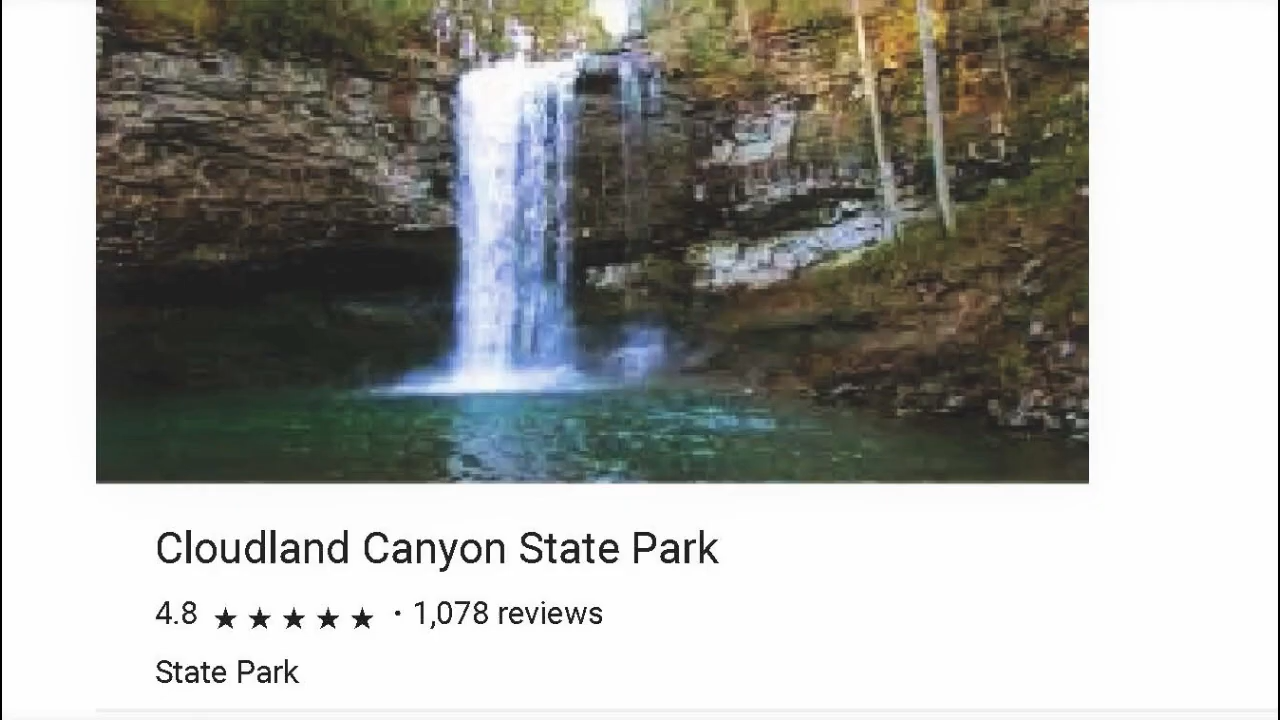 Cloudland Canyon State Park
4.8 ★ ★ ★ ★ ★ · 1,078 reviews
State Park